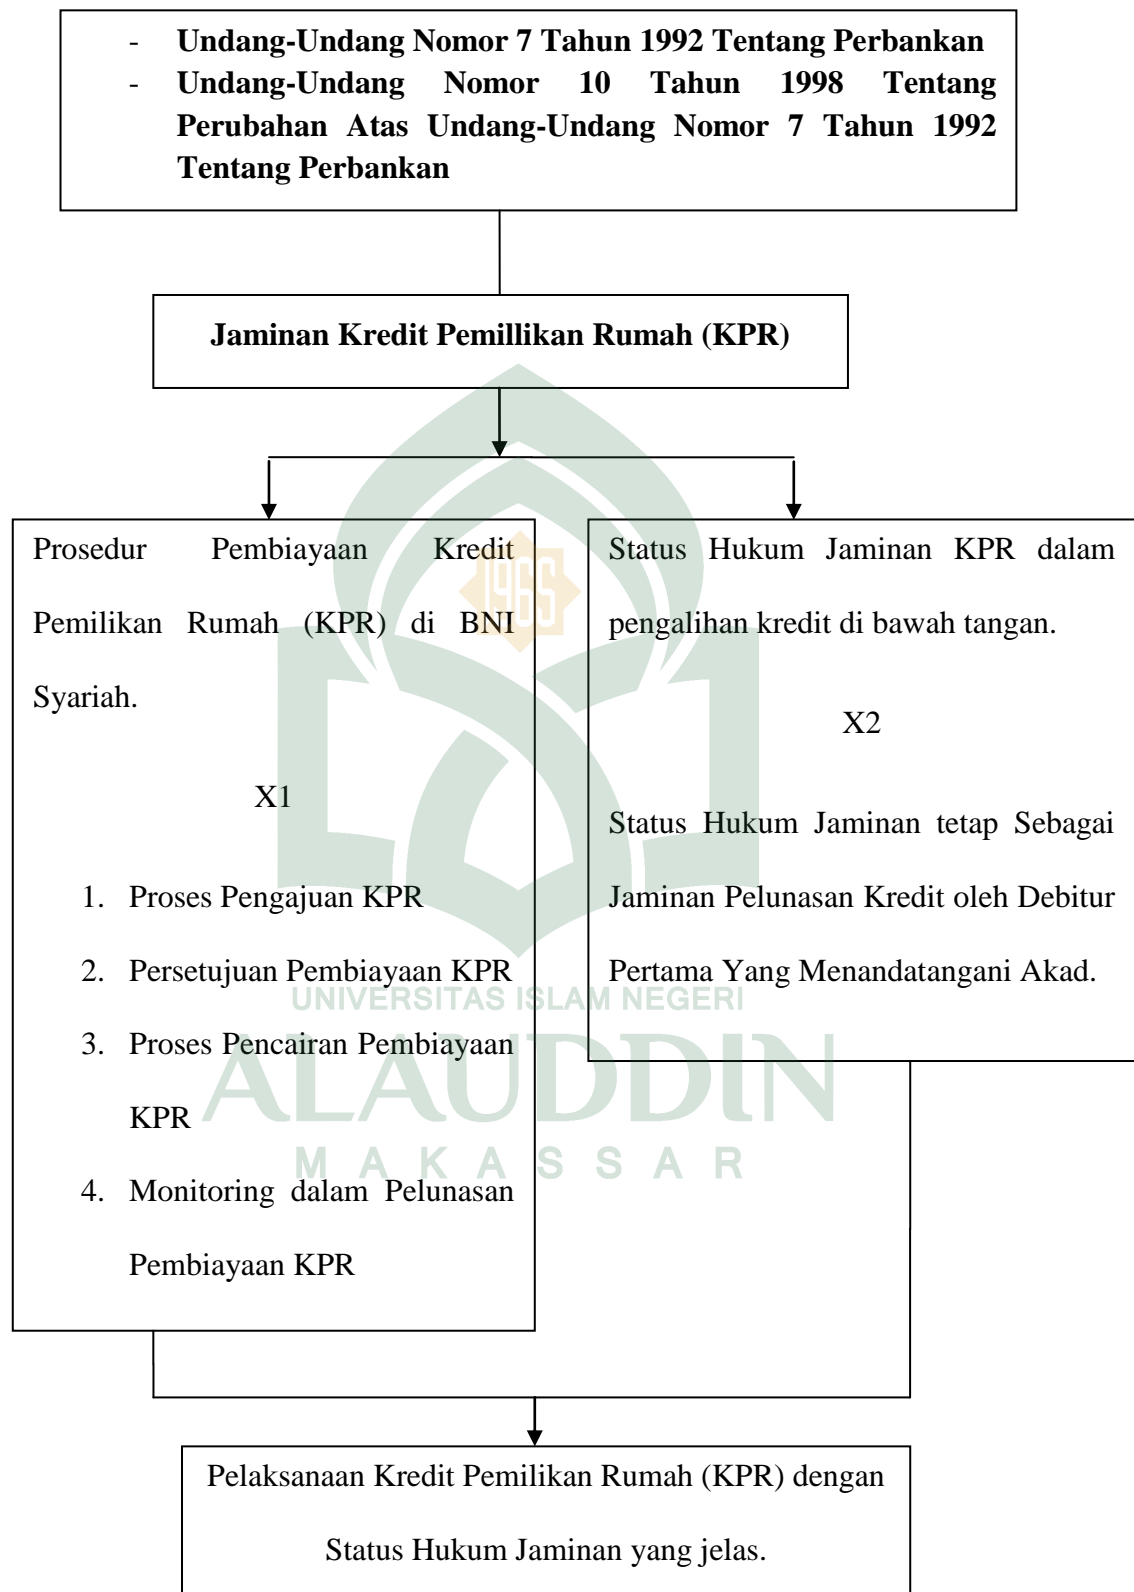 - Undang-Undang Nomor 7 Tahun 1992 Tentang Perbankan
- Undang-Undang Nomor 10 Tahun 1998 Tentang
Perubahan Atas Undang-Undang Nomor 7 Tahun 1992
Tentang Perbankan
Jaminan Kredit Pemillikan Rumah (KPR)
Prosedur Pembiayaan Kredit
Pemilikan Rumah (KPR) di BNI
Syariah.
X1
1. Proses Pengajuan KPR
2. Persetujuan Pembiayaan KPR
3. Proses Pencairan Pembiayaan
KPR
4. Monitoring dalam Pelunasan
Pembiayaan KPR
Status Hukum Jaminan KPR dalam
pengalihan kredit di bawah tangan.
X2
Status Hukum Jaminan tetap Sebagai
Jaminan Pelunasan Kredit oleh Debitur
Pertama Yang Menandatangani Akad.
1965
UNIVERSITAS ISLAM NEGERI
ALAUDDIN
MAKASSAR
Pelaksanaan Kredit Pemilikan Rumah (KPR) dengan
Status Hukum Jaminan yang jelas.